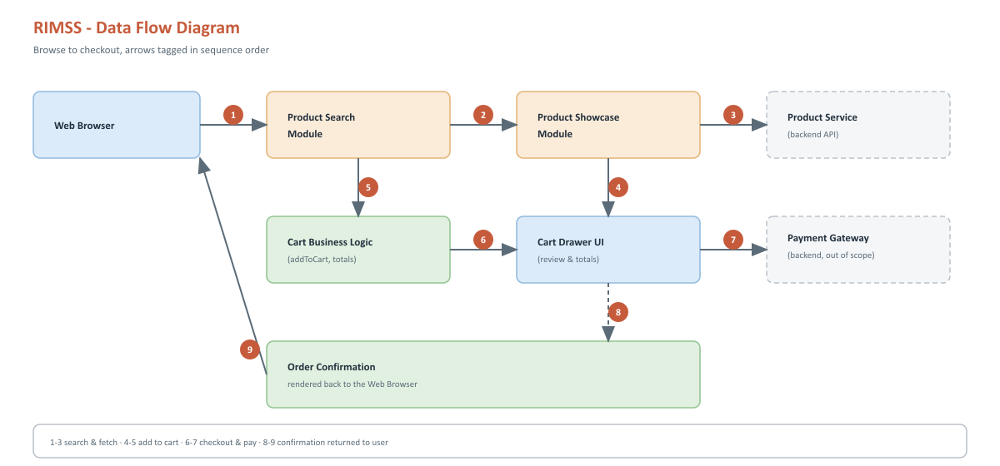 RIMSS - Data Flow Diagram
Browse to checkout, arrows tagged in sequence order
Web Browser
1
Product Search
Module
2
Product Showcase
Module
3
Product Service
(backend API)
5
4
Cart Business Logic
(addToCart, totals)
6
Cart Drawer UI
(review & totals)
7
Payment Gateway
(backend, out of scope)
8
9
Order Confirmation
rendered back to the Web Browser
1-3 search & fetch · 4-5 add to cart · 6-7 checkout & pay · 8-9 confirmation returned to user